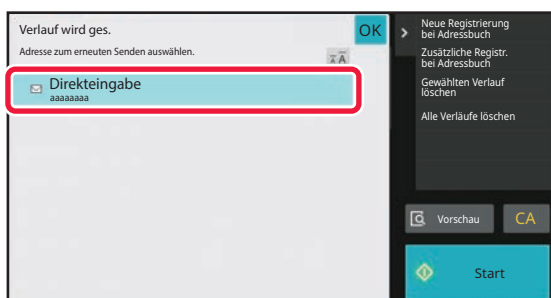 Verlauf wird ges.
OK
Adresse zum erneuten Senden auswählen.
Direkteingabe
aaaaaaaa
Neue Registrierung
bei Adressbuch
Zusätzliche Registr.
bei Adressbuch
Gewählten Verlauf
löschen
Alle Verläufe löschen
Vorschau
CA
Start